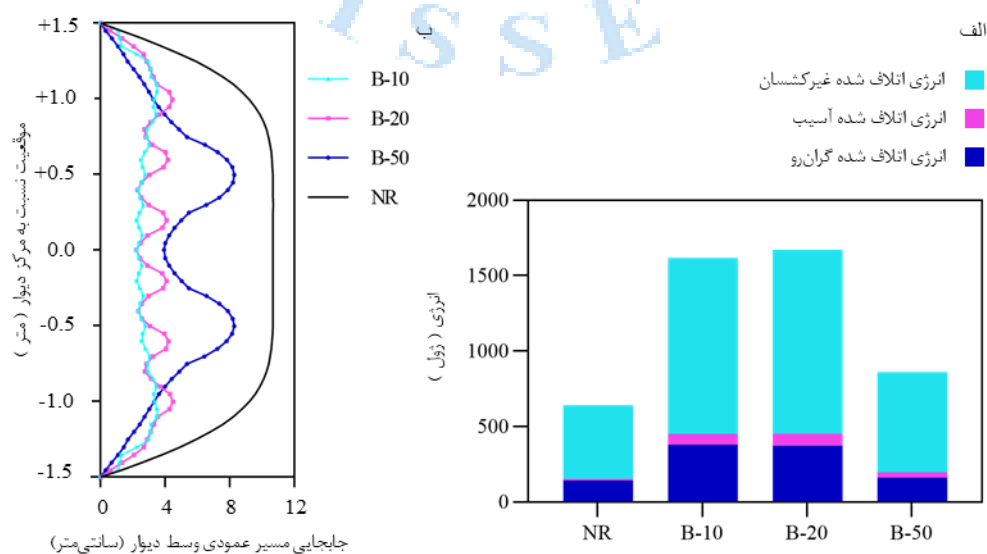 ISSE
ب
B-10
B-20
B-50
NR
+1.5
+1.0
+0.5
0.0
-0.5
-1.0
-1.5
موقعیت نسبت به مرکز دیوار ( متر )
0 4 8 12
جابجایی مسیر عمودی وسط دیوار (سانتی‌متر)
الف
انرژی اتلاف شده غیرکشسان
انرژی اتلاف شده آسیب
انرژی اتلاف شده گران‌رو
2000
1500
1000
500
0
انرژی ( ژول )
NR B-10 B-20 B-50